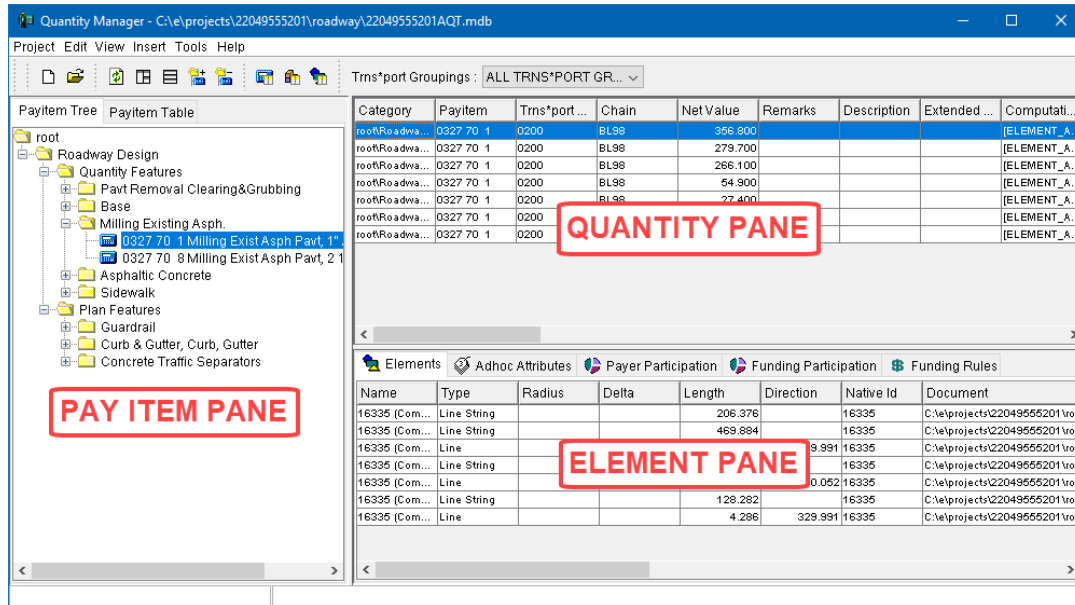 Quantity Manager - C:\e\projects\22049555201\roadway\22049555201AQT.mdb
Project Edit View Insert Tools Help
Trns*port Groupings : ALL TRNS*PORT GR...
Payitem Tree Payitem Table
root
Roadway Design
Quantity Features
Pavt Removal Clearing&Grubbing
Base
Milling Existing Asph.
0327 70 1 Milling Exist Asph Pavt, 1"
0327 70 8 Milling Exist Asph Pavt, 2 1
Asphaltic Concrete
Sidewalk
Plan Features
Guardrail
Curb & Gutter, Curb, Gutter
Concrete Traffic Separators
PAY ITEM PANE
Category Payitem Trns*port ... Chain Net Value Remarks Description Extended ... Computati...
root\Roadwa... 0327 70 1 0200 BL98 356.800 [ELEMENT_A...
root\Roadwa... 0327 70 1 0200 BL98 279.700 [ELEMENT_A...
root\Roadwa... 0327 70 1 0200 BL98 266.100 [ELEMENT_A...
root\Roadwa... 0327 70 1 0200 BL98 54.900 [ELEMENT_A...
root\Roadwa... 0327 70 1 0200 BL98 27.400 [ELEMENT_A...
root\Roadwa... 0327 70 1 0200 [ELEMENT_A...
root\Roadwa... 0327 70 1 0200 [ELEMENT_A...
QUANTITY PANE
Elements Adhoc Attributes Payer Participation Funding Participation Funding Rules
Name Type Radius Delta Length Direction Native Id Document
16335 (Com... Line String 206.376 16335 C:\e\projects\22049555201\ro
16335 (Com... Line String 469.884 16335 C:\e\projects\22049555201\ro
16335 (Com... Line 9.991 16335 C:\e\projects\22049555201\ro
16335 (Com... Line String 16335 C:\e\projects\22049555201\ro
16335 (Com... Line 0.052 16335 C:\e\projects\22049555201\ro
16335 (Com... Line String 128.282 16335 C:\e\projects\22049555201\ro
16335 (Com... Line 4.286 329.991 16335 C:\e\projects\22049555201\ro
ELEMENT PANE